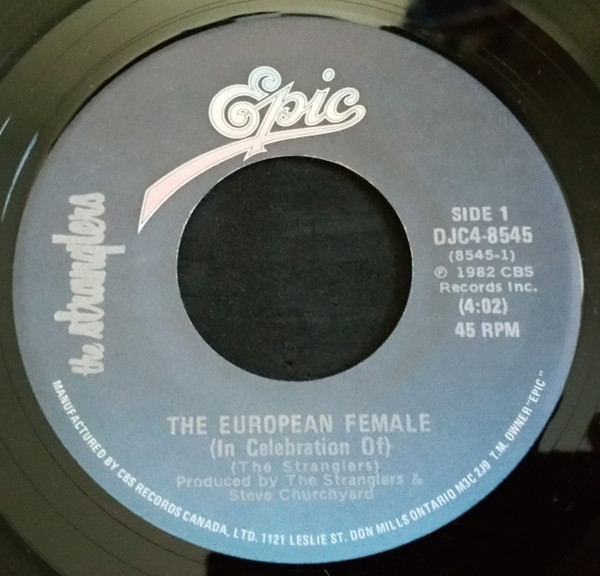 Epic
the stranglers
SIDE 1
DJC4-8545
(8545-1)
℗ 1982 CBS
Records Inc.
(4:02)
45 RPM
THE EUROPEAN FEMALE
(In Celebration Of)
(The Stranglers)
Produced by The Stranglers &
Steve Churchyard
MANUFACTURED BY CBS RECORDS CANADA, LTD. 1121 LESLIE ST. DON MILLS ONTARIO M3C 2J9 T.M. OWNER "EPIC"